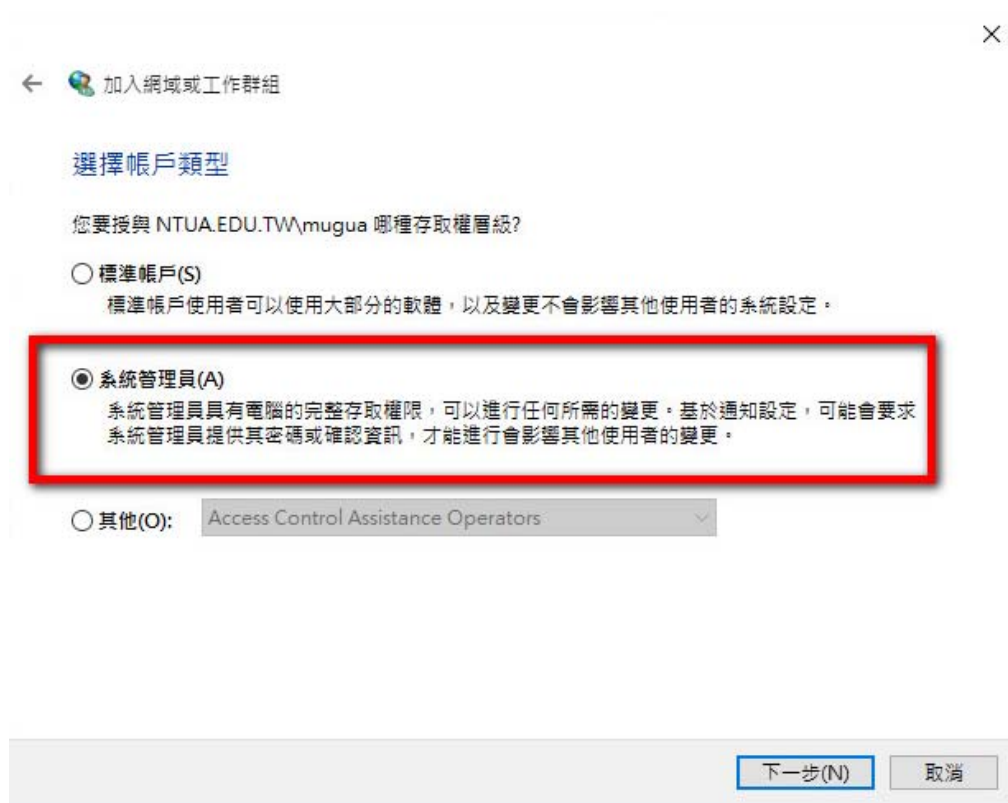 加入網域或工作群組
選擇帳戶類型
您要授與 NTUA.EDU.TW\mugua 哪種存取權層級?
標準帳戶(S)
標準帳戶使用者可以使用大部分的軟體，以及變更不會影響其他使用者的系統設定。
系統管理員(A)
系統管理員具有電腦的完整存取權限，可以進行任何所需的變更。基於通知設定，可能會要求
系統管理員提供其密碼或確認資訊，才能進行會影響其他使用者的變更。
其他(O): Access Control Assistance Operators
下一步(N) 取消